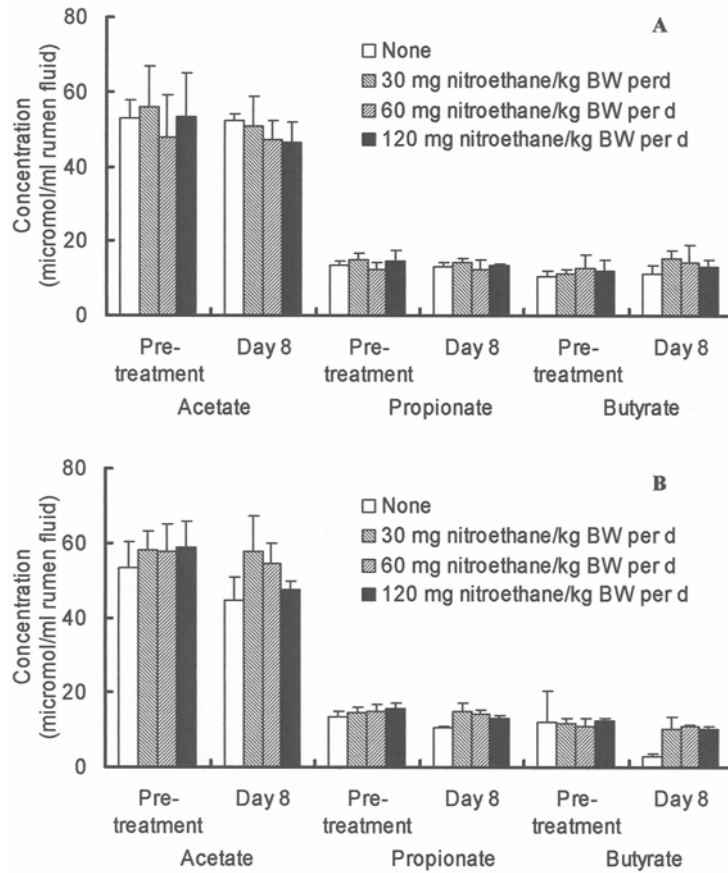 A
80
60
40
20
0
Concentration
(micromol/ml rumen fluid)
None
30 mg nitroethane/kg BW perd
60 mg nitroethane/kg BW per d
120 mg nitroethane/kg BW per d
Pre-treatment Day 8 Pre-treatment Day 8 Pre-treatment Day 8
Acetate Propionate Butyrate
B
80
60
40
20
0
Concentration
(micromol/ml rumen fluid)
None
30 mg nitroethane/kg BW per d
60 mg nitroethane/kg BW per d
120 mg nitroethane/kg BW per d
Pre-treatment Day 8 Pre-treatment Day 8 Pre-treatment Day 8
Acetate Propionate Butyrate